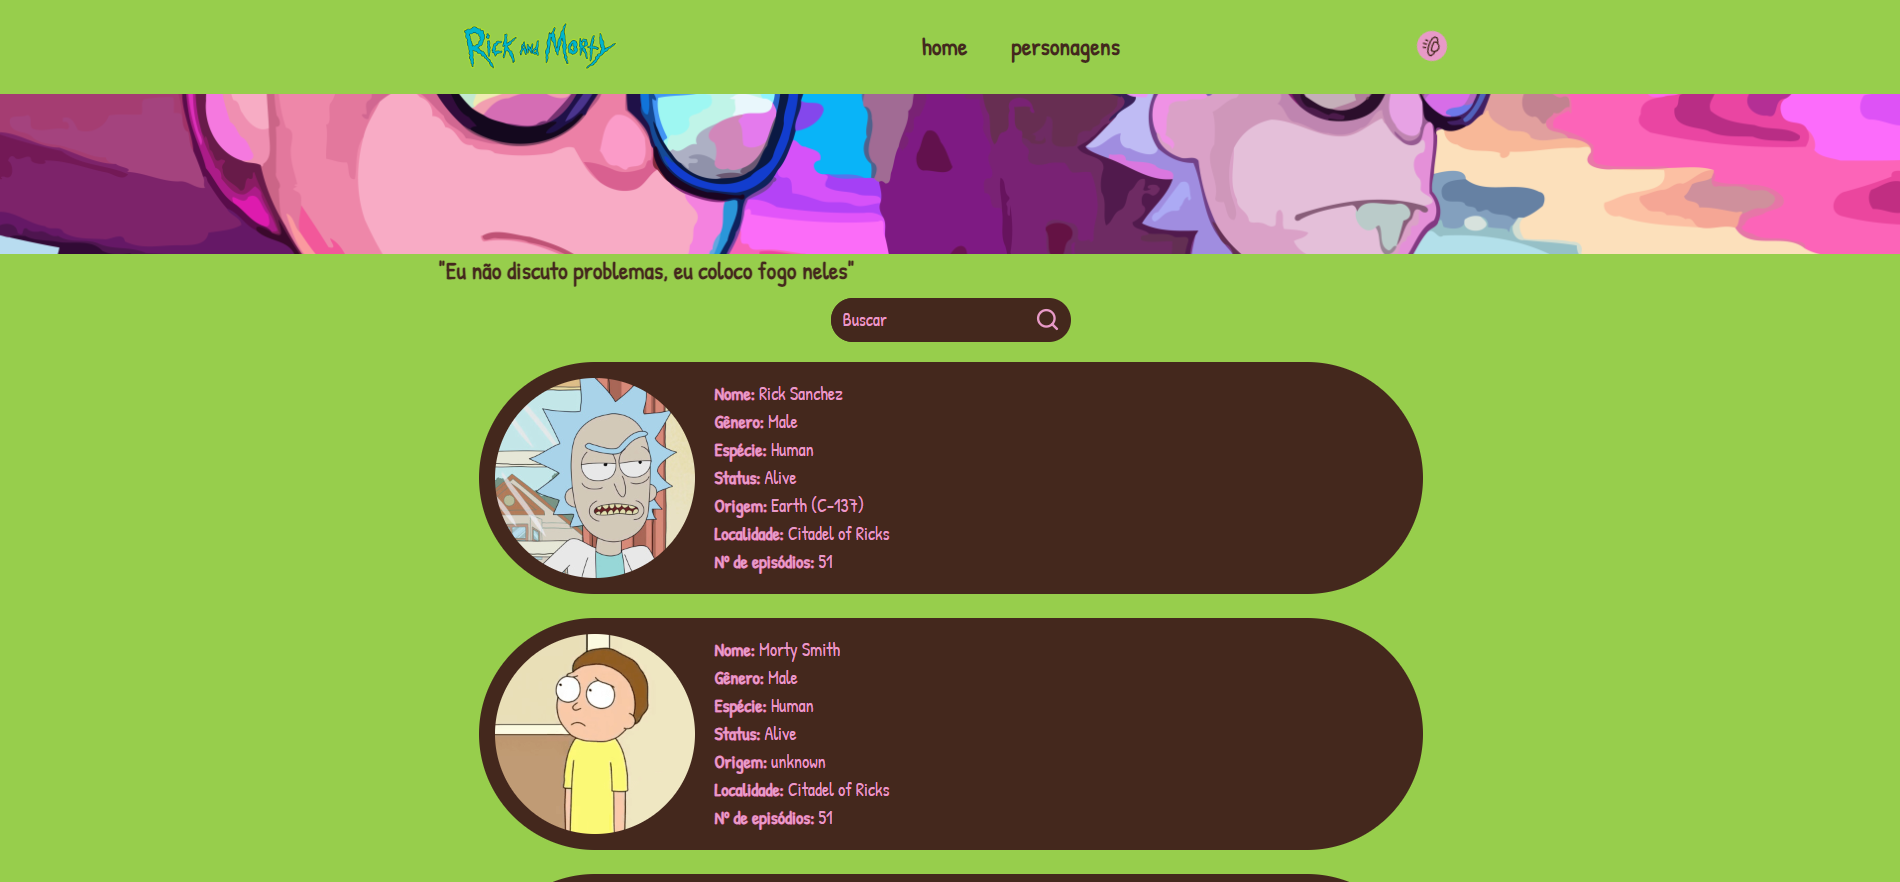 Rick and Morty
home
personagens
"Eu não discuto problemas, eu coloco fogo neles"
Buscar
Nome: Rick Sanchez
Gênero: Male
Espécie: Human
Status: Alive
Origem: Earth (C-137)
Localidade: Citadel of Ricks
Nº de episódios: 51
Nome: Morty Smith
Gênero: Male
Espécie: Human
Status: Alive
Origem: unknown
Localidade: Citadel of Ricks
Nº de episódios: 51